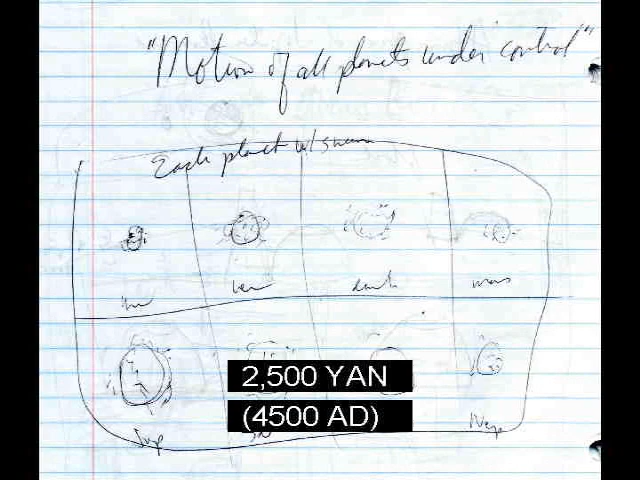 "Motion of all planets under control"
Each planet w/ swarm
mer ven earth mars
2,500 YAN
(4500 AD)
Jup Nep